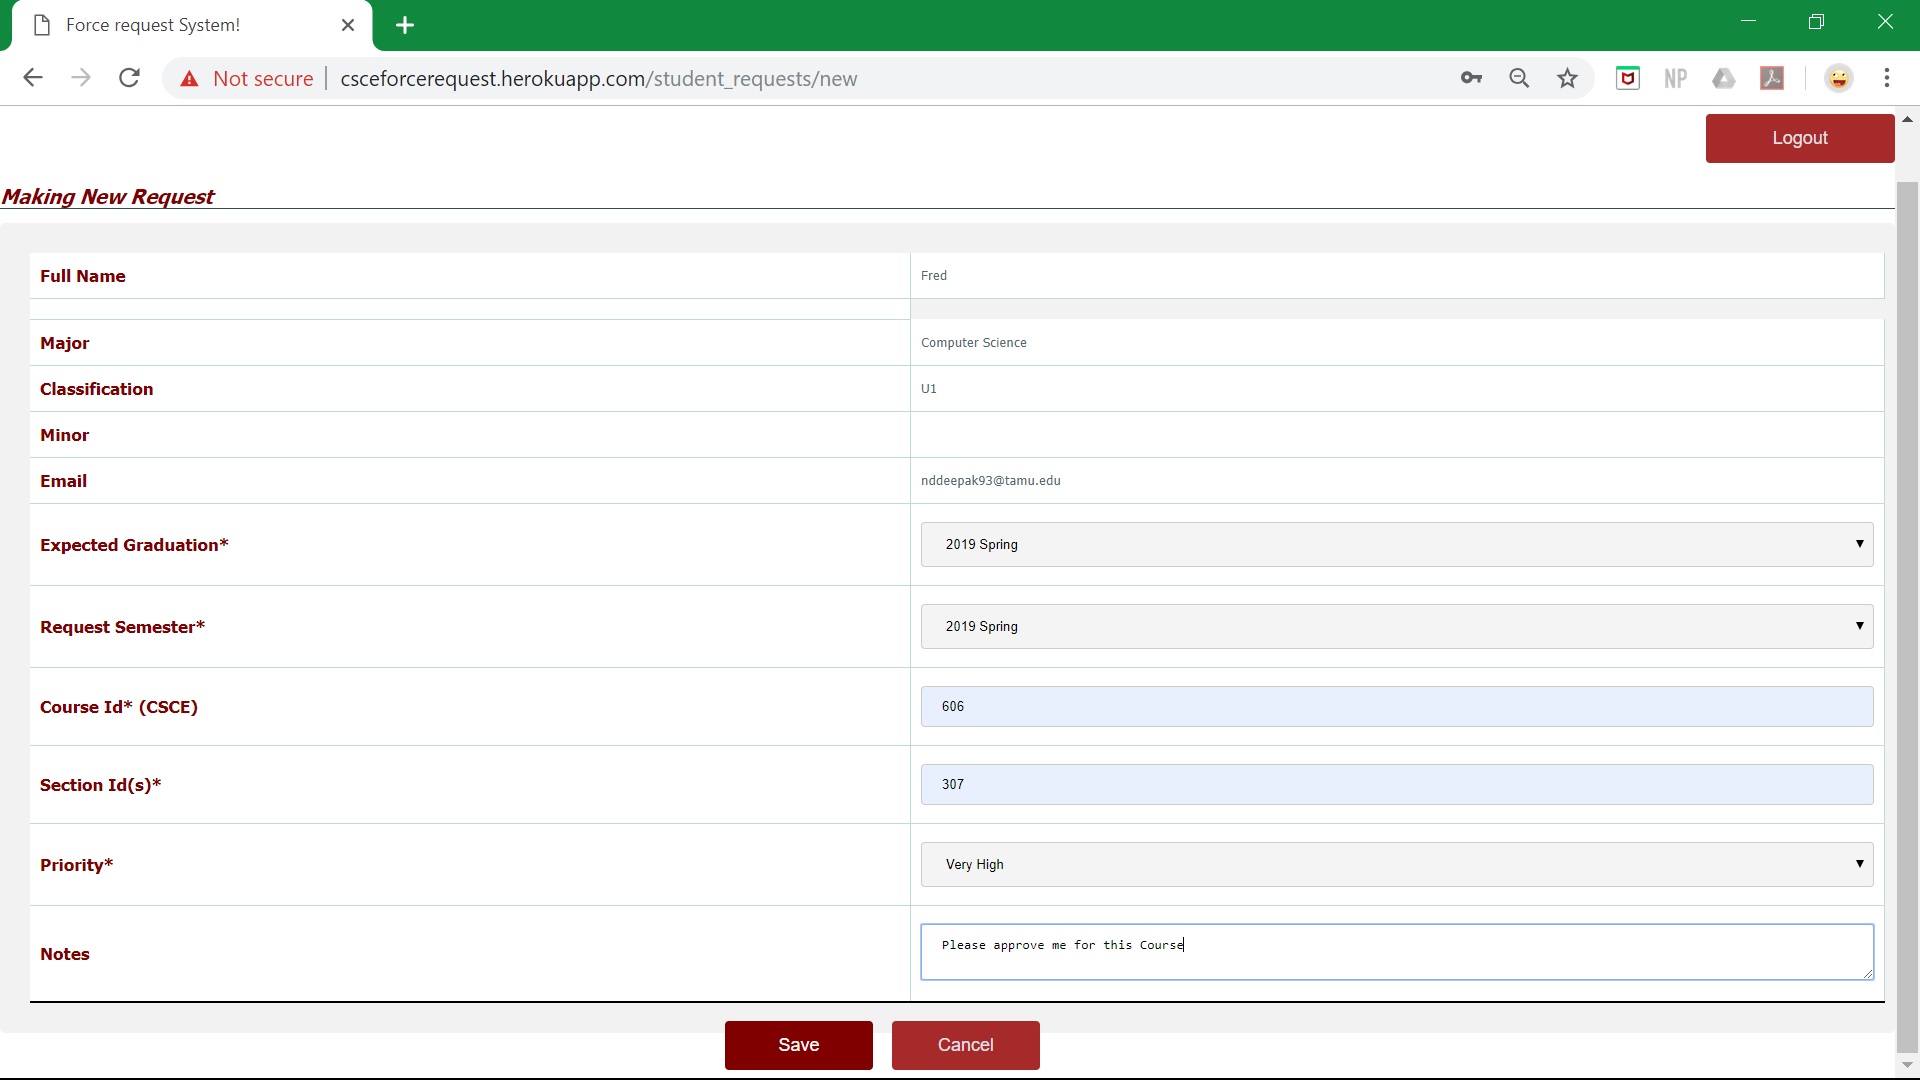 Force request System!
Not secure csceforcerequest.herokuapp.com/student_requests/new
NP
Logout
Making New Request
Full Name Fred
Major Computer Science
Classification U1
Minor
Email nddeepak93@tamu.edu
Expected Graduation* 2019 Spring
Request Semester* 2019 Spring
Course Id* (CSCE) 606
Section Id(s)* 307
Priority* Very High
Notes Please approve me for this Course
Save Cancel